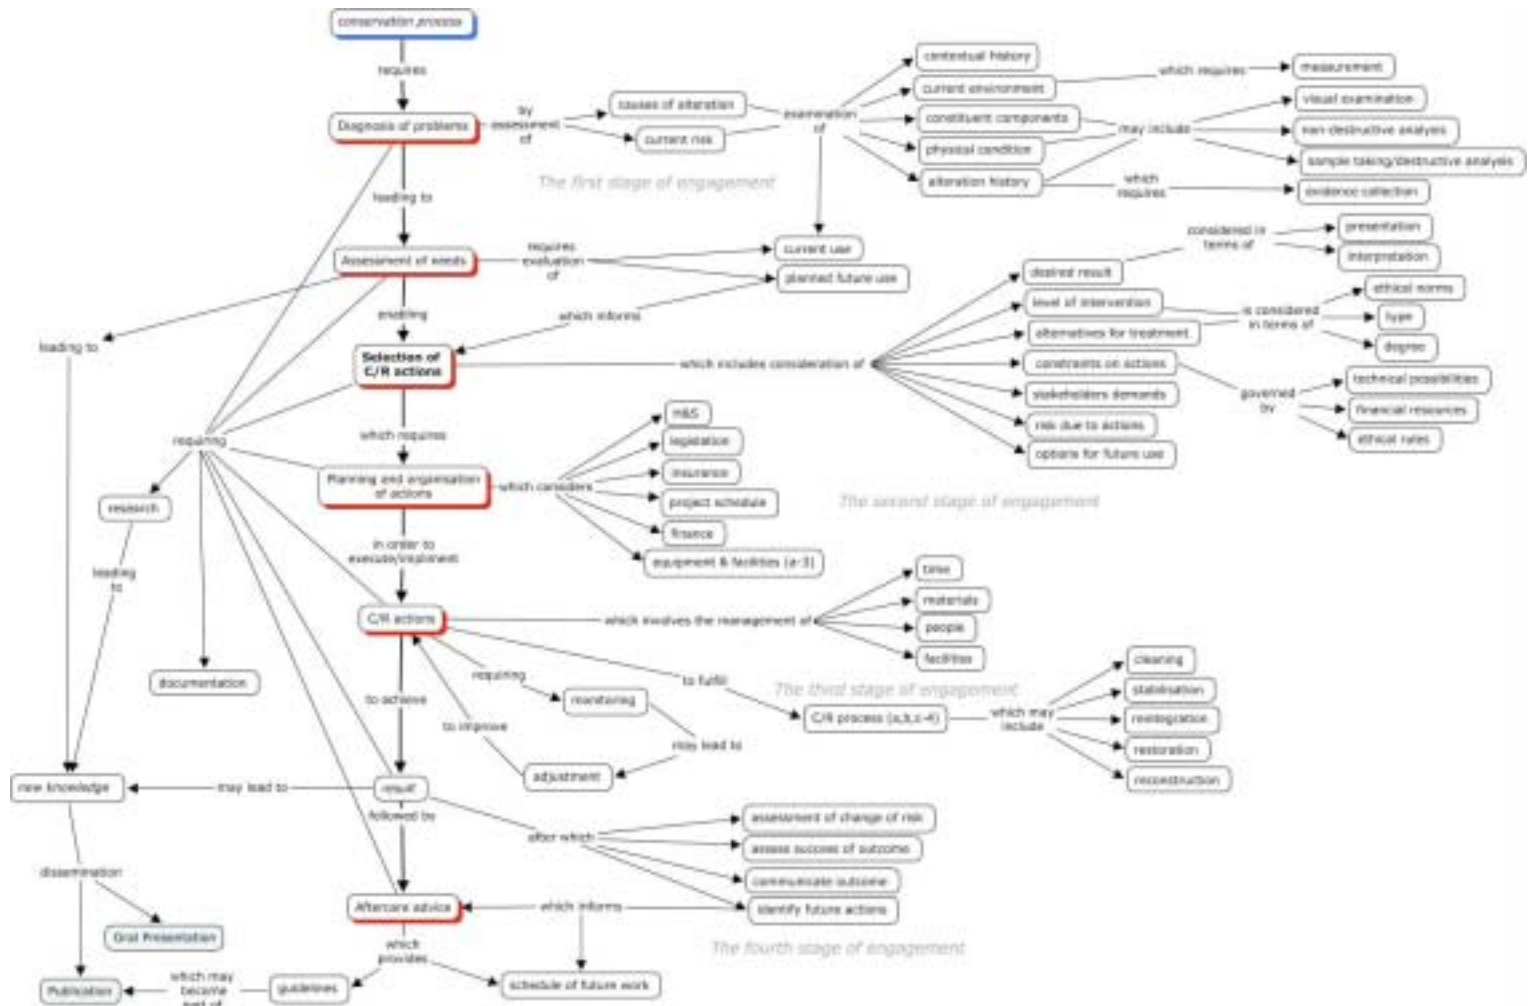 conservation process
requires
Diagnosis of problems
by
assessment
of
causes of alteration
current risk
examination
of
contextual history
current environment
constituent components
physical condition
alteration history
which requires
measurement
may include
visual examination
non-destructive analysis
sample taking/destructive analysis
which
requires
evidence collection
The first stage of engagement
leading to
Assessment of needs
requires
evaluation
of
current use
planned future use
which informs
enabling
leading to
Selection of
C/R actions
which includes consideration of
desired result
level of intervention
alternatives for treatment
constraints on actions
stakeholders demands
risk due to actions
options for future use
considered in
terms of
presentation
interpretation
is considered
in terms of
ethical norms
type
degree
governed
by
technical possibilities
financial resources
ethical rules
requiring
which requires
Planning and organisation
of actions
which considers
H&S
legislation
insurance
project schedule
finance
equipment & facilities (a-3)
The second stage of engagement
research
leading
to
documentation
in order to
execute/impliment
C/R actions
which involves the management of
time
materials
people
facilities
The third stage of engagement
requiring
monitoring
may lead to
adjustment
to improve
to fulfill
C/R process (a,b,c-4)
which may
include
cleaning
stabilisation
reintegration
restoration
reconstruction
to achieve
result
may lead to
new knowledge
followed by
after which
assessment of change of risk
assess success of outcome
communicate outcome
identify future actions
which informs
The fourth stage of engagement
Aftercare advice
which
provides
guidelines
schedule of future work
which may
become
part of
dissemination
Oral Presentation
Publication